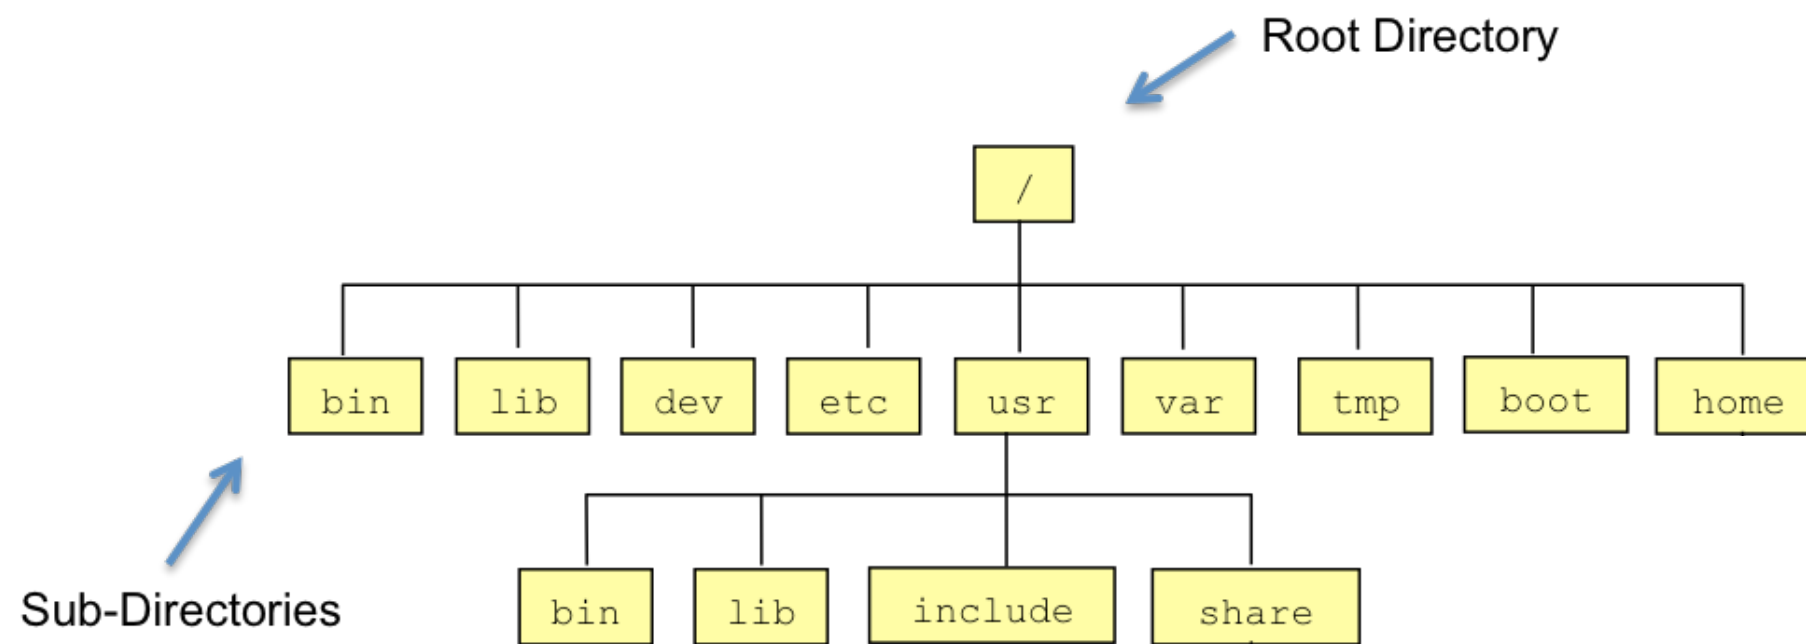 Root Directory
/
bin lib dev etc usr var tmp boot home
bin lib include share
Sub-Directories